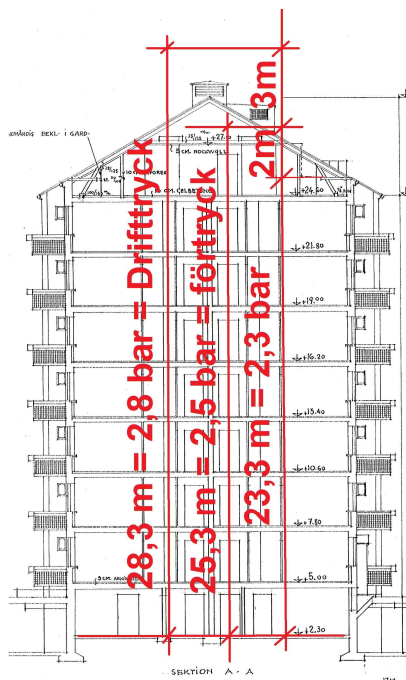 3m
2m
28,3 m = 2,8 bar = Drifttryck
25,3 m = 2,5 bar = förtryck
23,3 m = 2,3 bar
+27.20
5 CM. ROCKWOOL
+24.60
+21.80
+19.00
+16.20
+13.40
+10.60
+7.80
+5.00
+2.30
SEKTION A - A